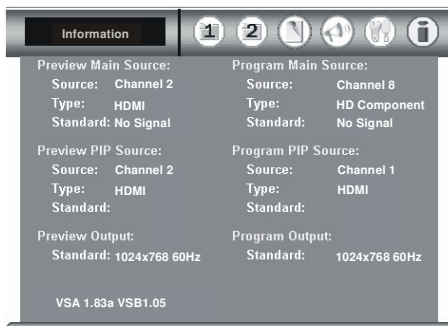 Information
1 2
Preview Main Source:
Source: Channel 2
Type: HDMI
Standard: No Signal
Program Main Source:
Source: Channel 8
Type: HD Component
Standard: No Signal
Preview PIP Source:
Source: Channel 2
Type: HDMI
Standard:
Program PIP Source:
Source: Channel 1
Type: HDMI
Standard:
Preview Output:
Standard: 1024x768 60Hz
Program Output:
Standard: 1024x768 60Hz
VSA 1.83a VSB1.05